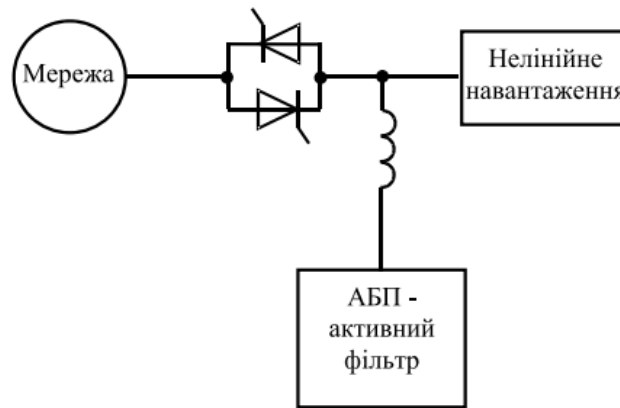 Мережа
Нелінійне
навантаження
АБП -
активний
фільтр